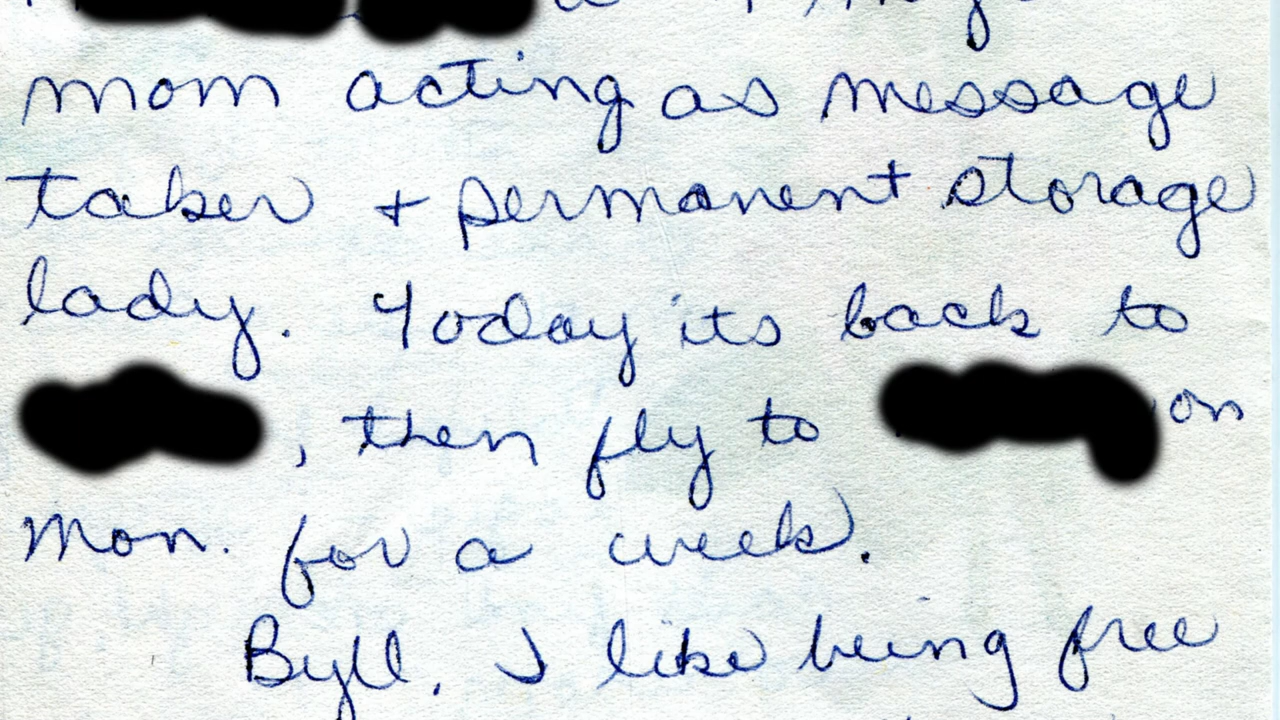 mom acting as message
taker + permanent storage
lady. Today its back to
, then fly to on
Mon. for a week.
Byll, I like being free